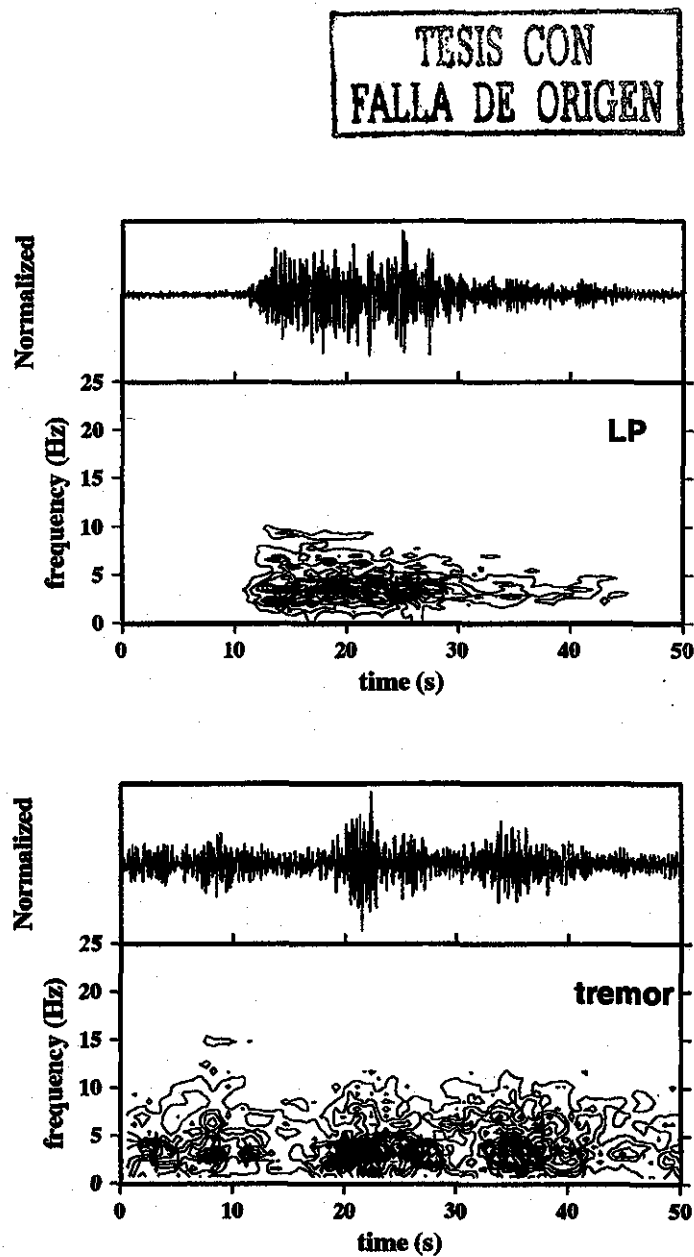 TESIS CON
FALLA DE ORIGEN
Normalized
25
20
15
10
5
0
frequency (Hz)
LP
0 10 20 30 40 50
time (s)
Normalized
25
20
15
10
5
0
frequency (Hz)
tremor
0 10 20 30 40 50
time (s)